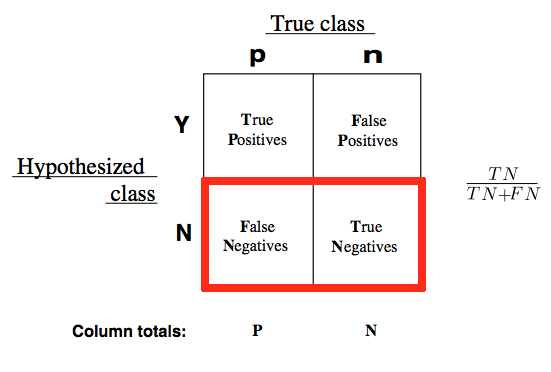 True class
p n
Y
True
Positives
False
Positives
Hypothesized
class
N
False
Negatives
True
Negatives
TN
TN+FN
Column totals: P N